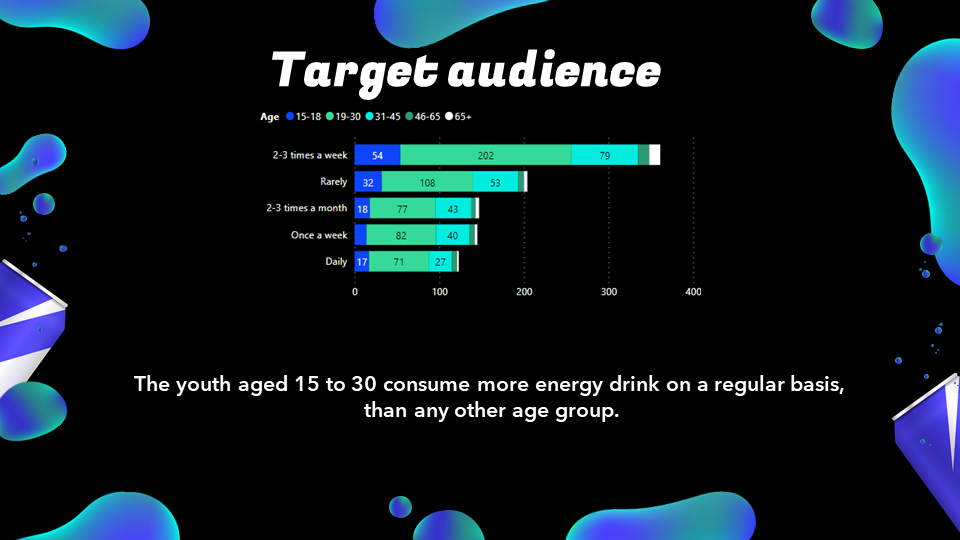 Target audience
Age 15-18 19-30 31-45 46-65 65+
2-3 times a week 54 202 79
Rarely 32 108 53
2-3 times a month 18 77 43
Once a week 82 40
Daily 17 71 27
0 100 200 300 400
The youth aged 15 to 30 consume more energy drink on a regular basis,
than any other age group.